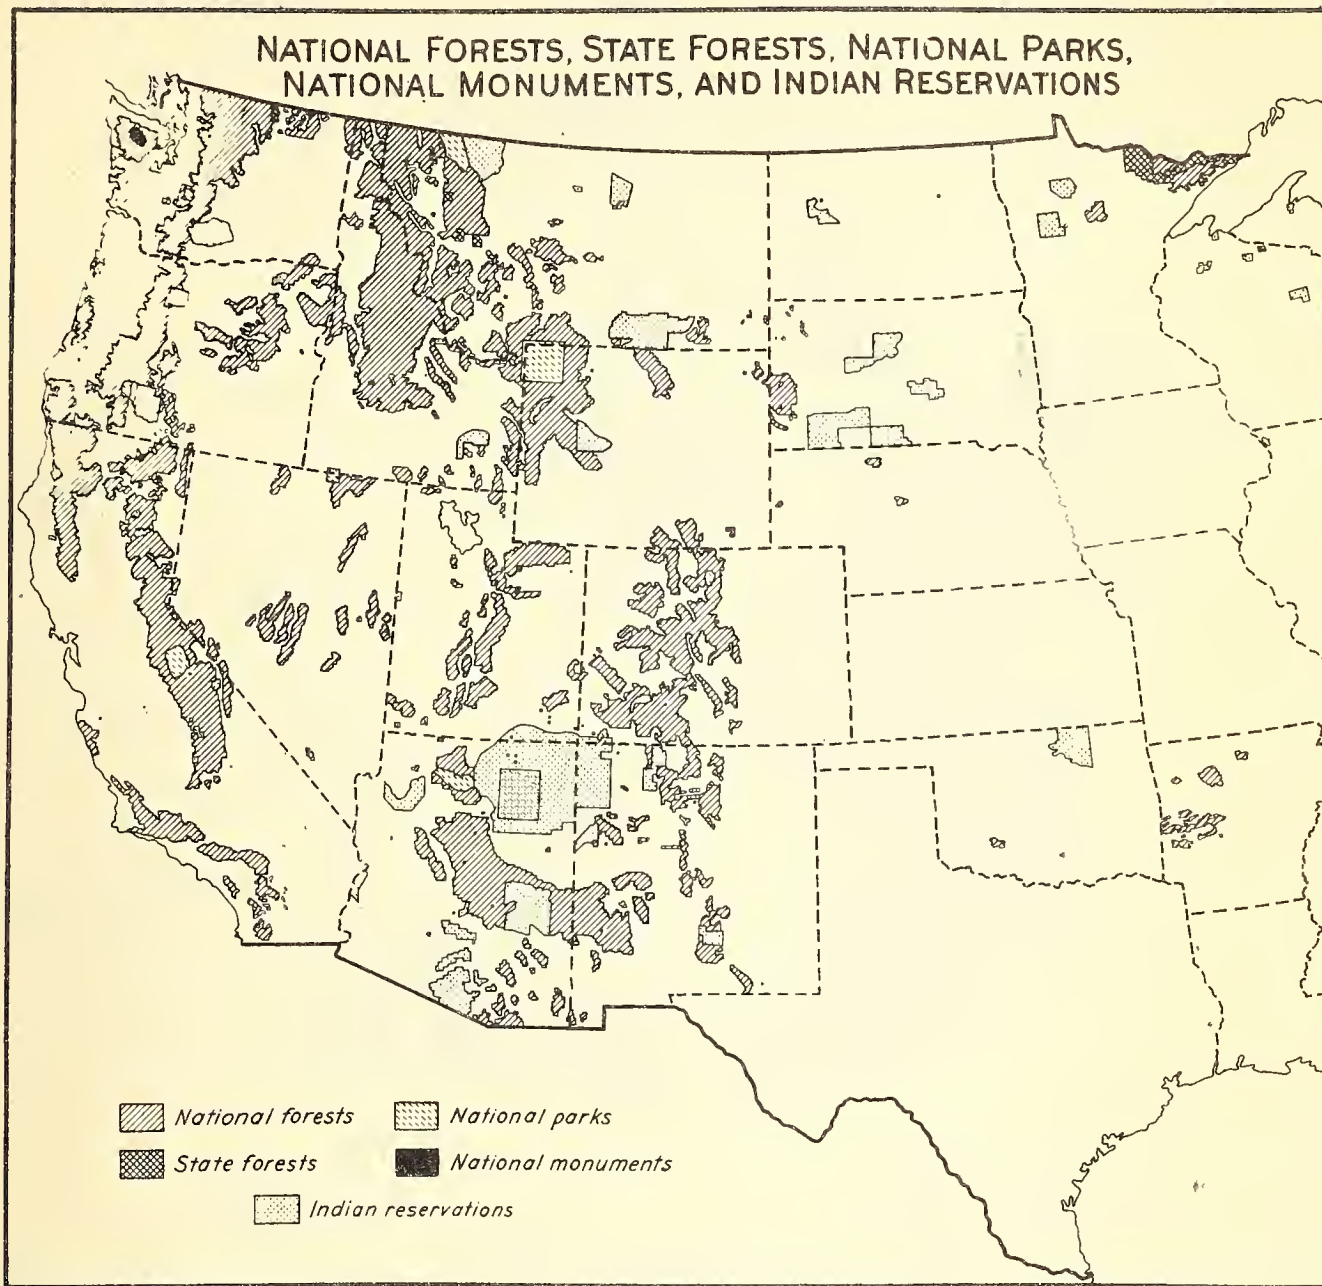 NATIONAL FORESTS, STATE FORESTS, NATIONAL PARKS,
NATIONAL MONUMENTS, AND INDIAN RESERVATIONS
National forests
National parks
State forests
National monuments
Indian reservations